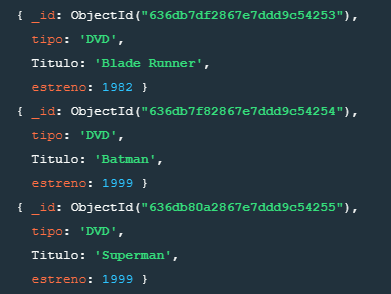 { _id: ObjectId("636db7df2867e7ddd9c54253"),
tipo: 'DVD',
Titulo: 'Blade Runner',
estreno: 1982 }
{ _id: ObjectId("636db7f82867e7ddd9c54254"),
tipo: 'DVD',
Titulo: 'Batman',
estreno: 1999 }
{ _id: ObjectId("636db80a2867e7ddd9c54255"),
tipo: 'DVD',
Titulo: 'Superman',
estreno: 1999 }